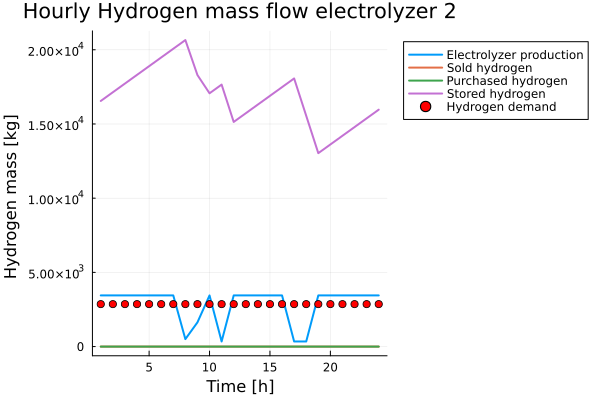 Hourly Hydrogen mass flow electrolyzer 2
Hydrogen mass [kg]
2.00×10⁴
1.50×10⁴
1.00×10⁴
5.00×10³
0
5 10 15 20
Time [h]
Electrolyzer production
Sold hydrogen
Purchased hydrogen
Stored hydrogen
Hydrogen demand